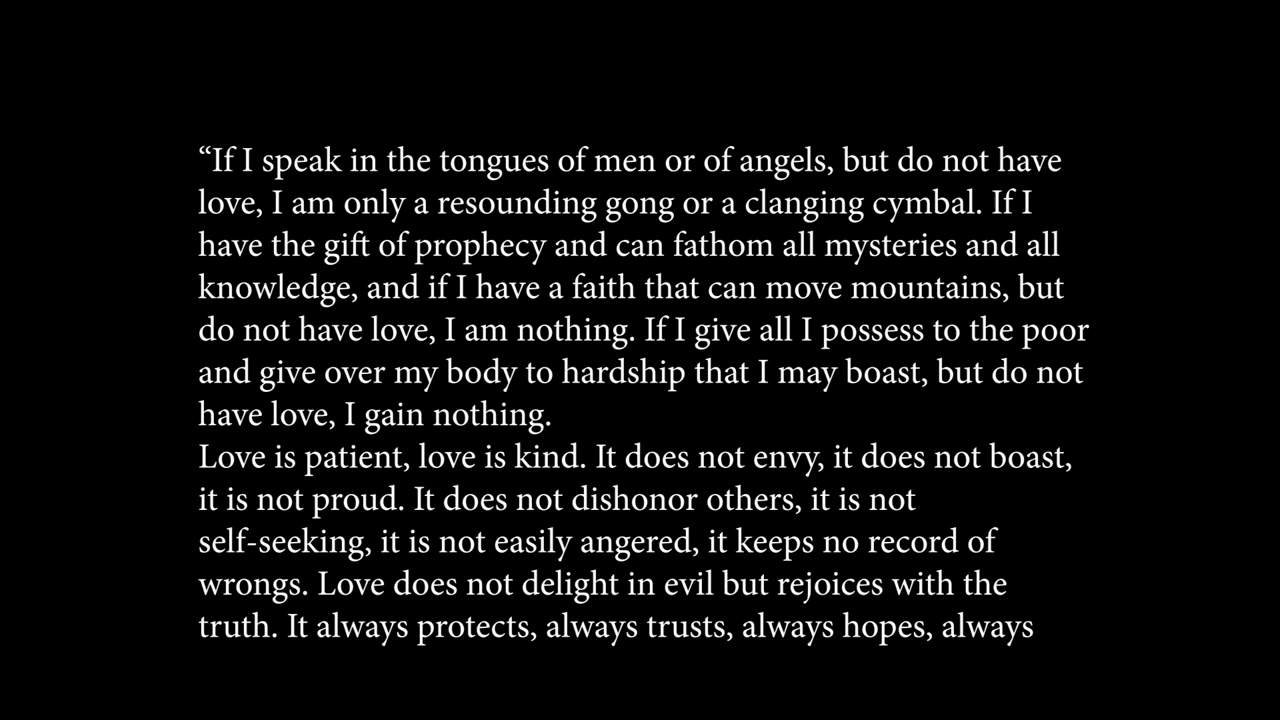 “If I speak in the tongues of men or of angels, but do not have
love, I am only a resounding gong or a clanging cymbal. If I
have the gift of prophecy and can fathom all mysteries and all
knowledge, and if I have a faith that can move mountains, but
do not have love, I am nothing. If I give all I possess to the poor
and give over my body to hardship that I may boast, but do not
have love, I gain nothing.
Love is patient, love is kind. It does not envy, it does not boast,
it is not proud. It does not dishonor others, it is not
self-seeking, it is not easily angered, it keeps no record of
wrongs. Love does not delight in evil but rejoices with the
truth. It always protects, always trusts, always hopes, always